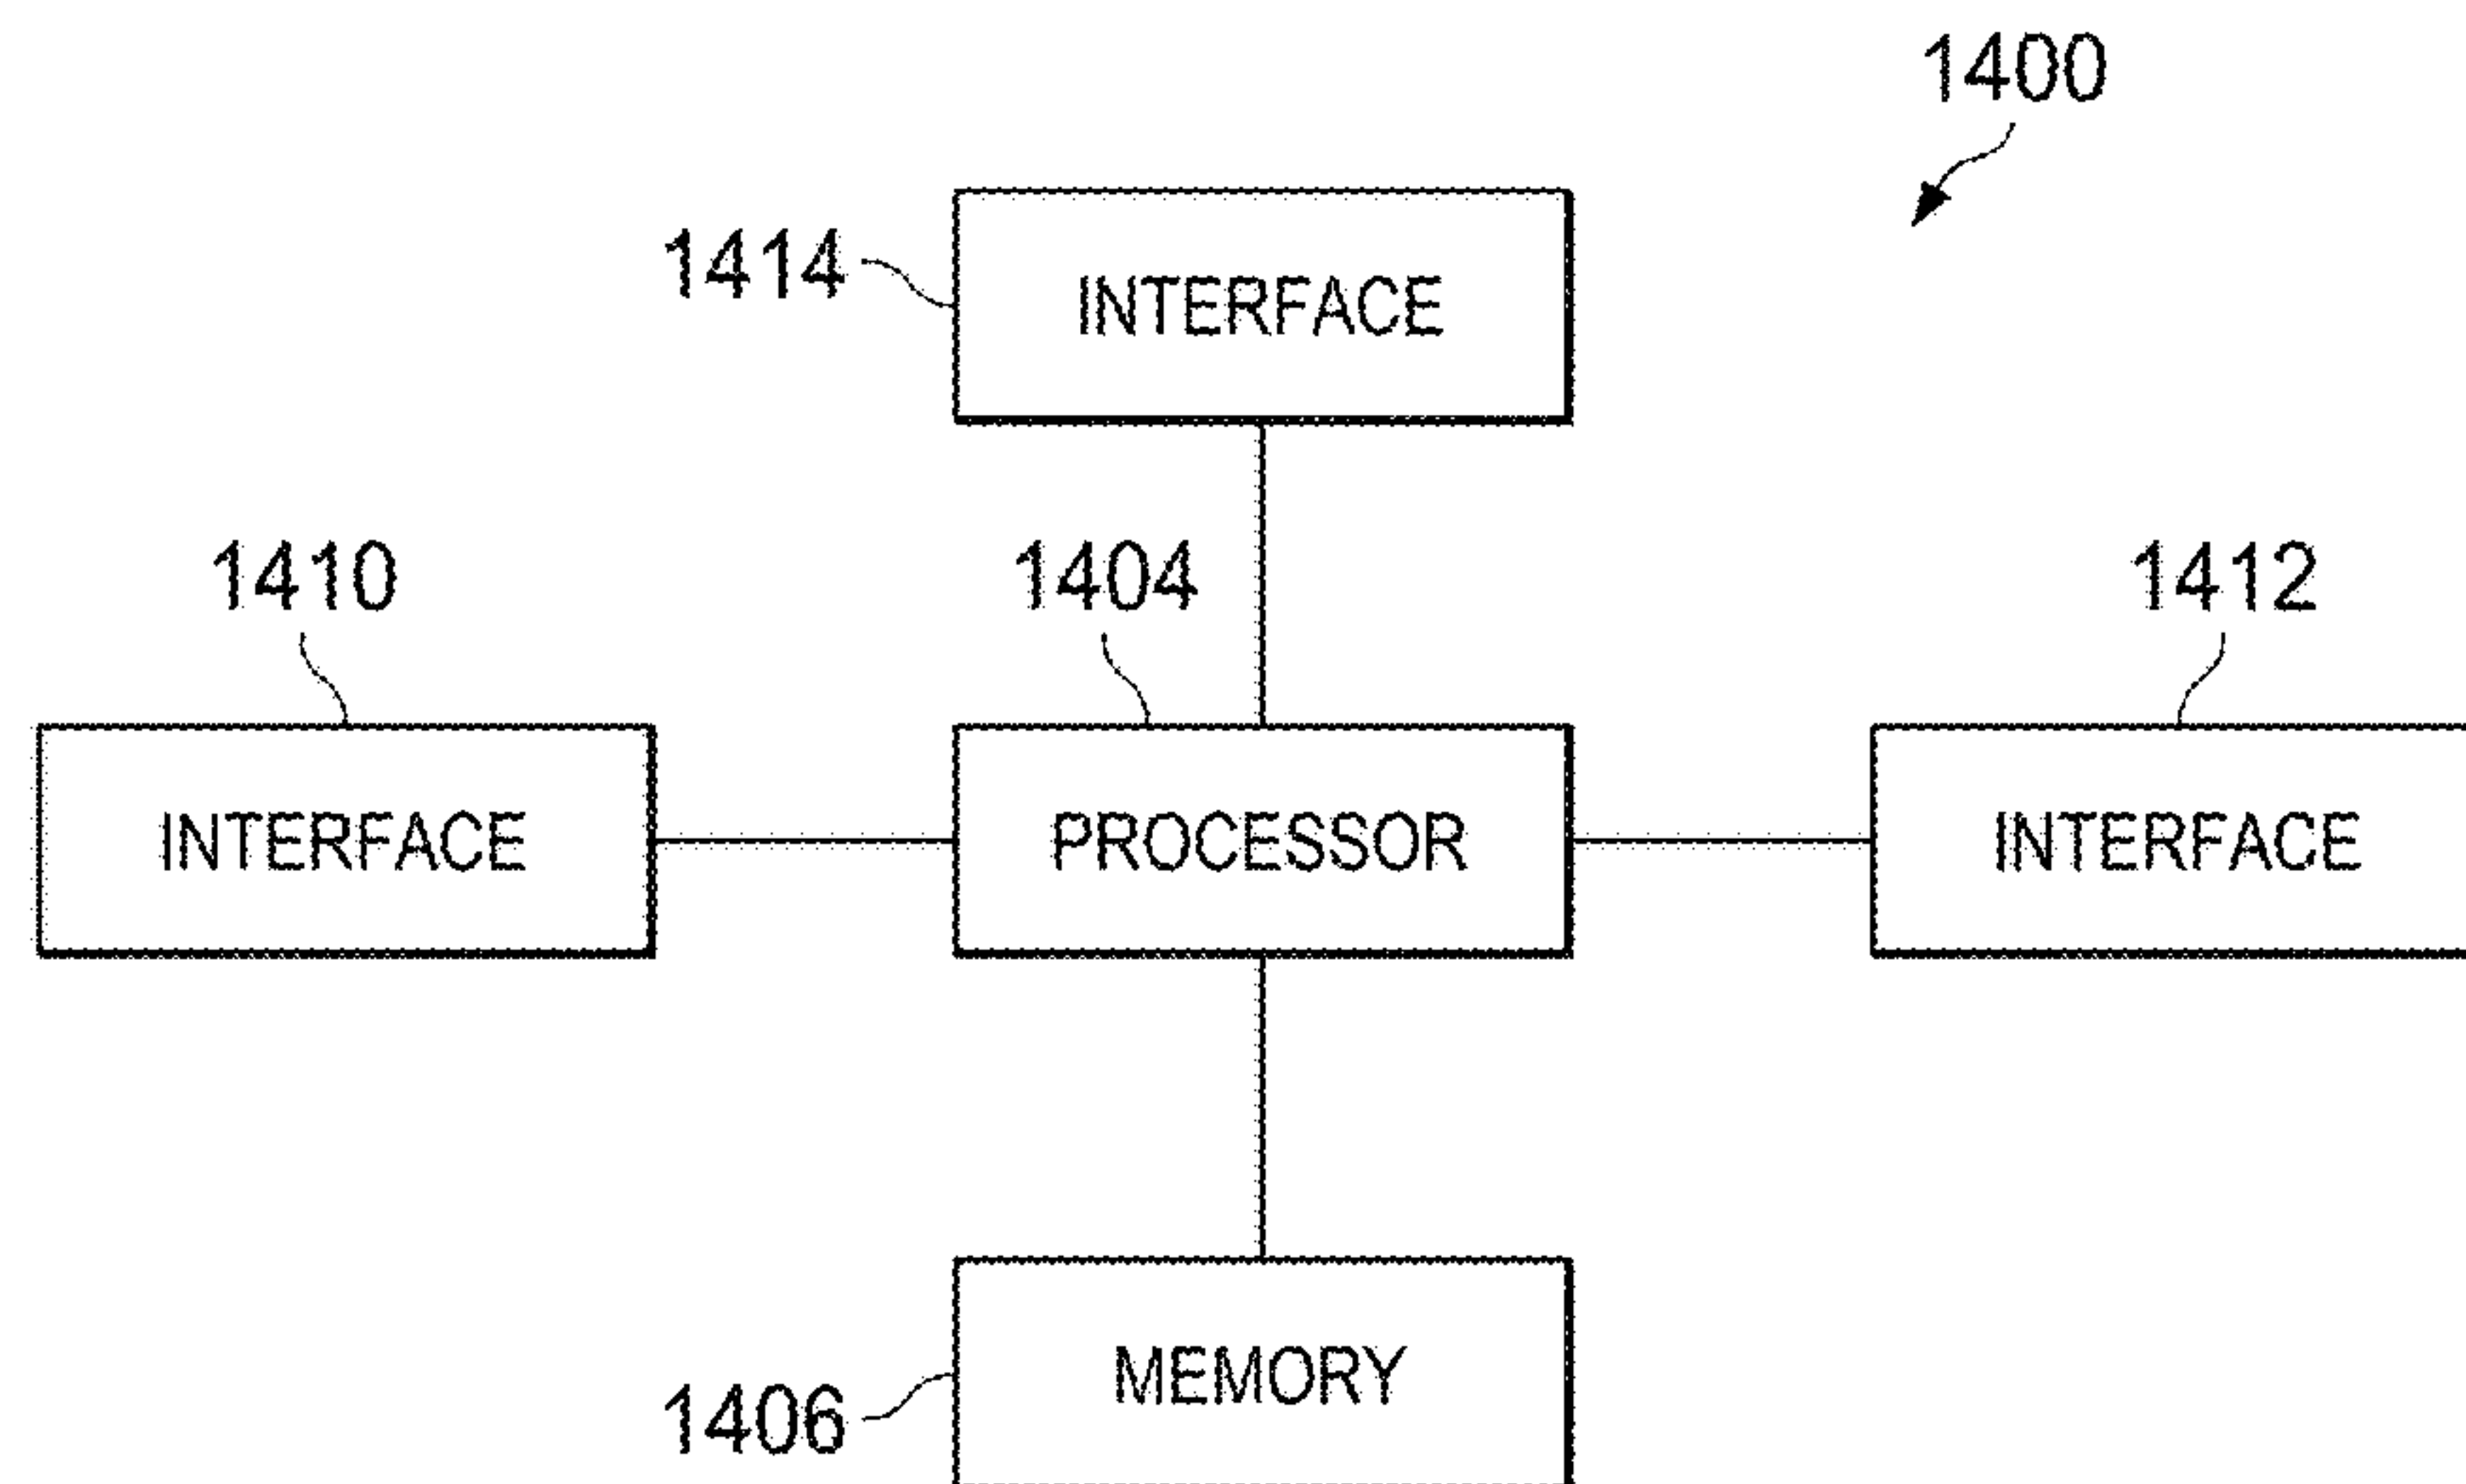 1400
1414
INTERFACE
1410
1404
1412
INTERFACE
PROCESSOR
INTERFACE
MEMORY
1406